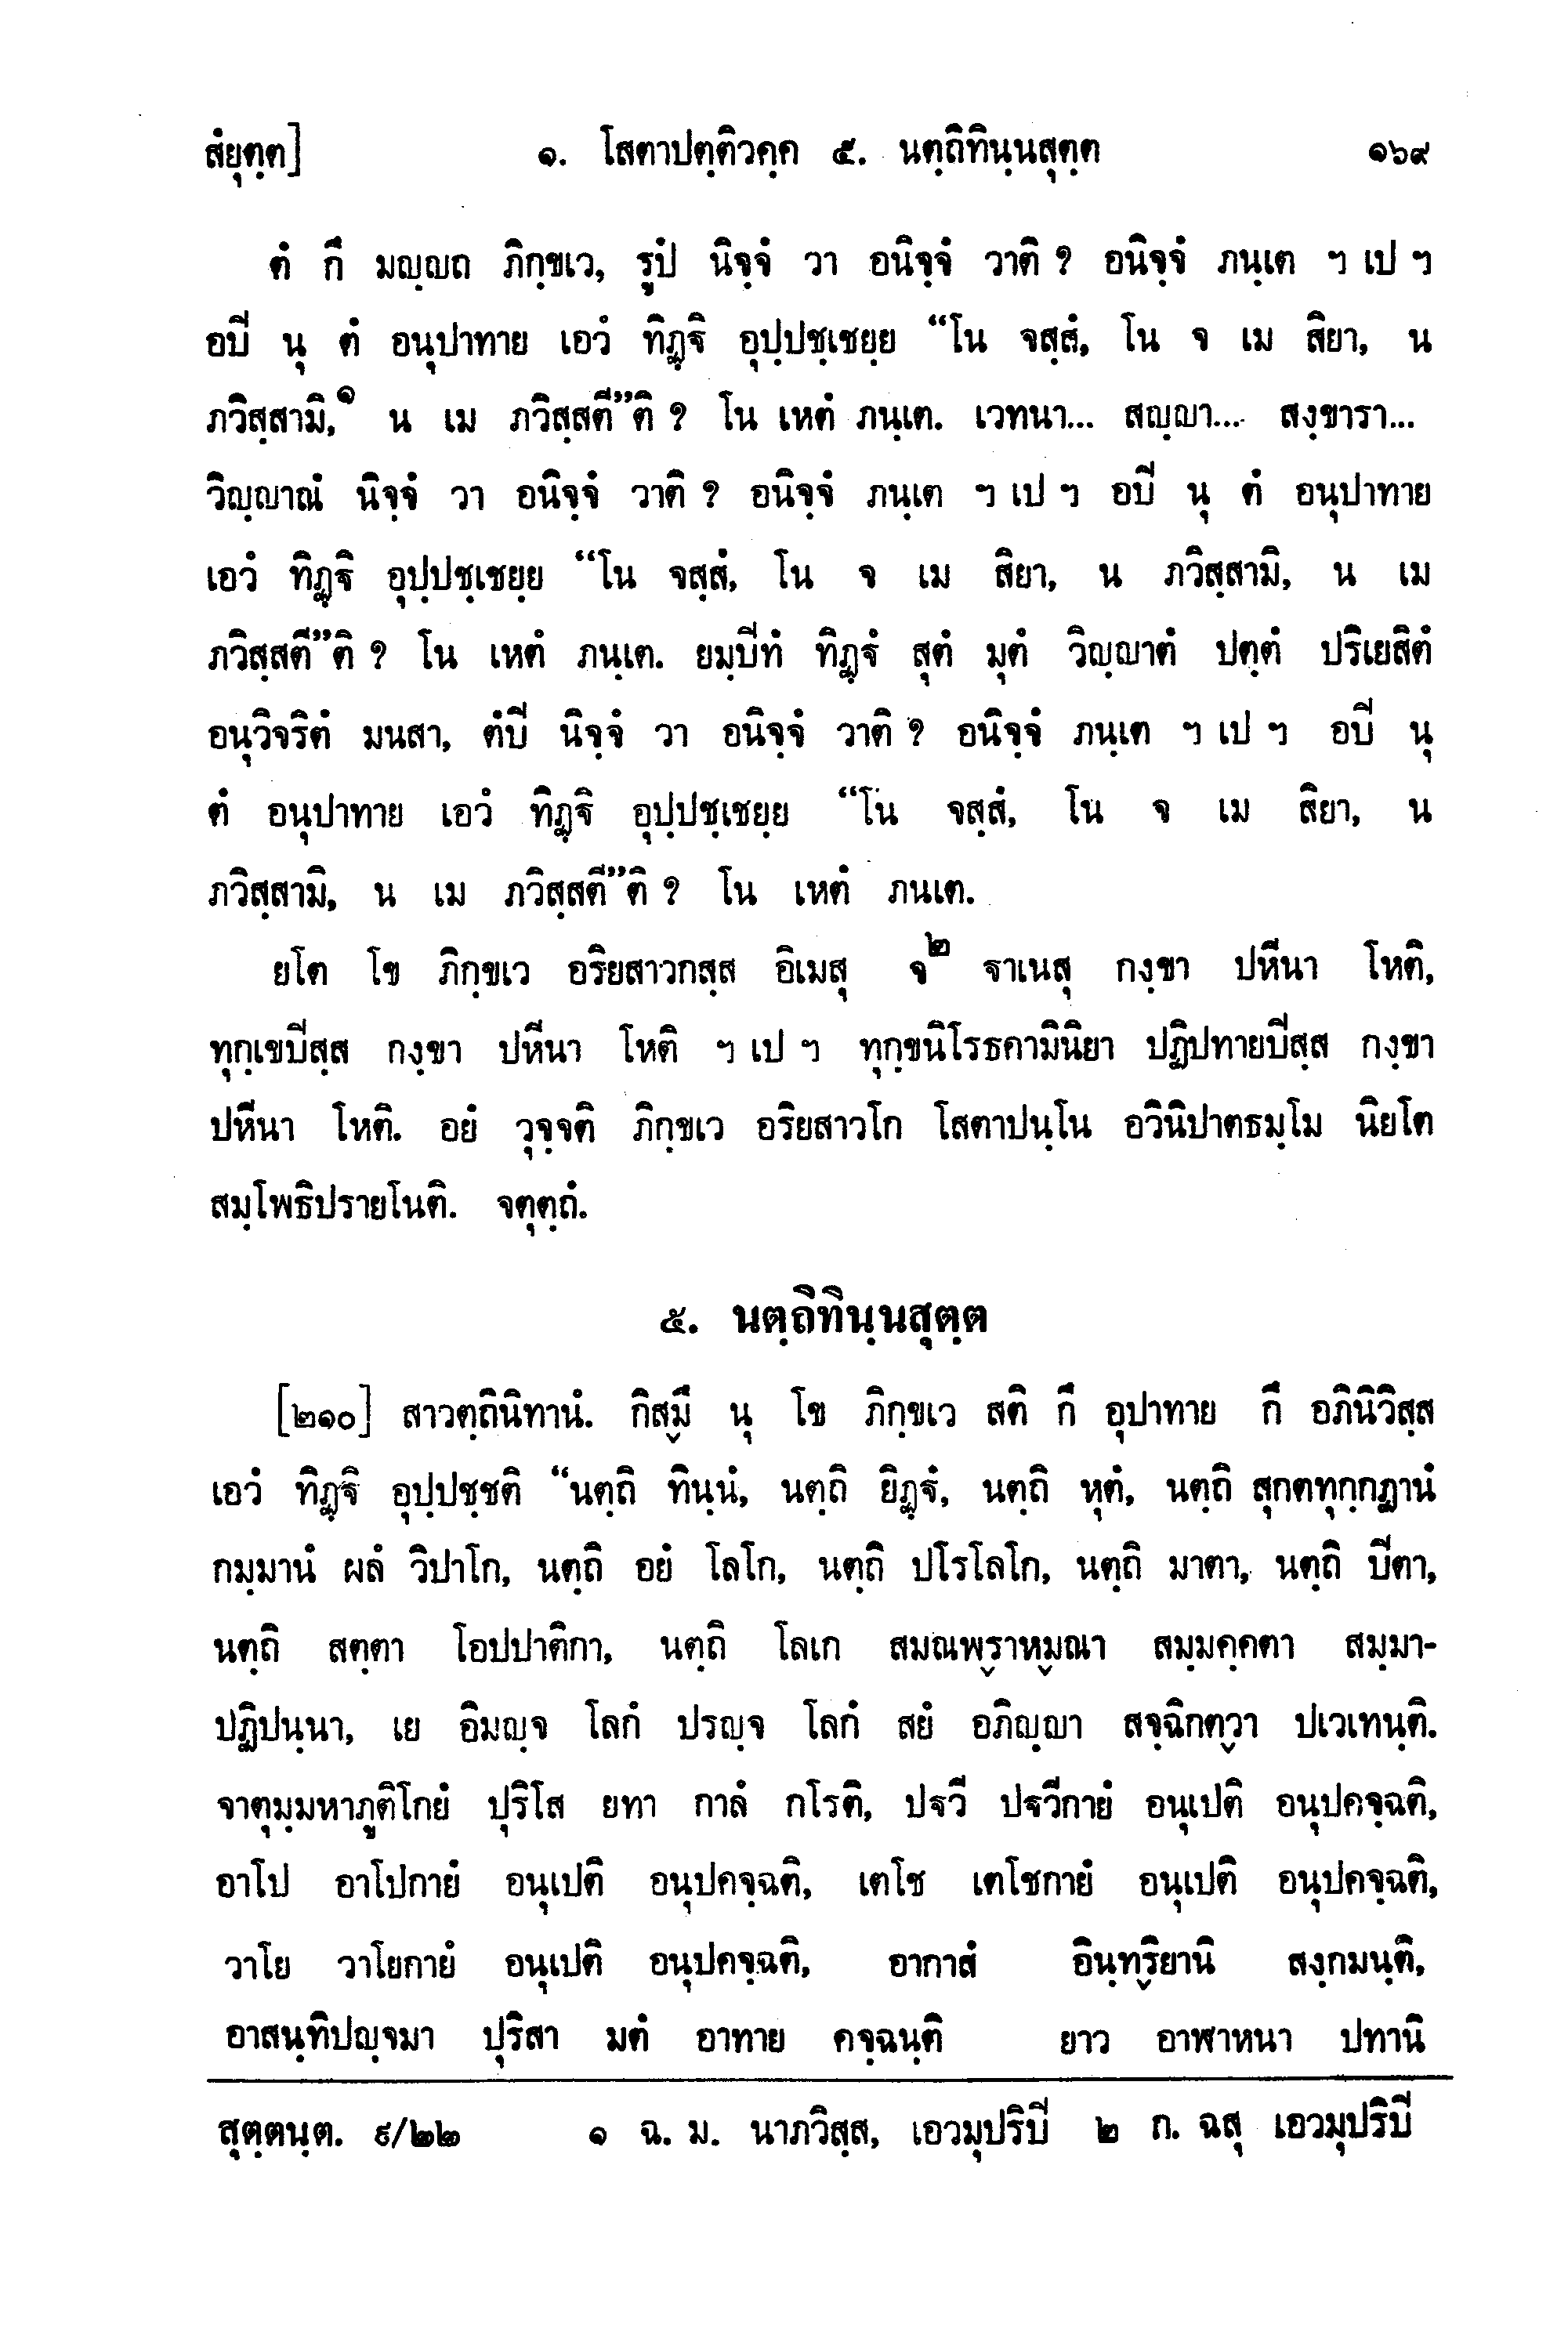 สํยุตฺต]	๑. โสตาปตฺติวคฺค ๕. นตฺถิทินฺนสุตฺต	๑๖๙
ตํ กึ มญฺญถ ภิกฺขเว, รูปํ นิจฺจํ วา อนิจฺจํ วาติ ? อนิจฺจํ ภนฺเต ฯ เป ฯ
อปิ นุ ตํ อนุปาทาย เอวํ ทิฏฺฐิ อุปฺปชฺเชยฺย “โน จสฺสํ, โน จ เม สิยา, น
ภวิสฺสามิ,๑ น เม ภวิสฺสตี”ติ ? โน เหตํ ภนฺเต. เวทนา... สญฺญา... สงฺขารา...
วิญฺญาณํ นิจฺจํ วา อนิจฺจํ วาติ ? อนิจฺจํ ภนฺเต ฯ เป ฯ อปิ นุ ตํ อนุปาทาย
เอวํ ทิฏฺฐิ อุปฺปชฺเชยฺย “โน จสฺสํ, โน จ เม สิยา, น ภวิสฺสามิ, น เม
ภวิสฺสตี”ติ ? โน เหตํ ภนฺเต. ยมฺปิทํ ทิฏฺฐํ สุตํ มุตํ วิญฺญาตํ ปตฺตํ ปริเยสิตํ
อนุวิจริตํ มนสา, ตํปิ นิจฺจํ วา อนิจฺจํ วาติ ? อนิจฺจํ ภนฺเต ฯ เป ฯ อปิ นุ
ตํ อนุปาทาย เอวํ ทิฏฺฐิ อุปฺปชฺเชยฺย “โน จสฺสํ, โน จ เม สิยา, น
ภวิสฺสามิ, น เม ภวิสฺสตี”ติ ? โน เหตํ ภนเต.
ยโต โข ภิกฺขเว อริยสาวกสฺส อิเมสุ จ๒ ฐาเนสุ กงฺขา ปหีนา โหติ,
ทุกฺเขปิสฺส กงฺขา ปหีนา โหติ ฯ เป ฯ ทุกฺขนิโรธคามินิยา ปฏิปทายปิสฺส กงฺขา
ปหีนา โหติ. อยํ วุจฺจติ ภิกฺขเว อริยสาวโก โสตาปนฺโน อวินิปาตธมฺโม นิยโต
สมฺโพธิปรายโนติ. จตุตฺถํ.
๕. นตฺถิทินฺนสุตฺต
[๒๑๐] สาวตฺถินิทานํ. กิสฺมึ นุ โข ภิกฺขเว สติ กึ อุปาทาย กึ อภินิวิสฺส
เอวํ ทิฏฺฐิ อุปฺปชฺชติ “นตฺถิ ทินฺนํ, นตฺถิ ยิฏฺฐํ, นตฺถิ หุตํ, นตฺถิ สุกตทุกฺกฏานํ
กมฺมานํ ผลํ วิปาโก, นตฺถิ อยํ โลโก, นตฺถิ ปโรโลโก, นตฺถิ มาตา, นตฺถิ ปิตา,
นตฺถิ สตฺตา โอปปาติกา, นตฺถิ โลเก สมณพฺราหฺมณา สมฺมคฺคตา สมฺมา-
ปฏิปนฺนา, เย อิมญฺจ โลกํ ปรญฺจ โลกํ สยํ อภิญฺญา สจฺฉิกตฺวา ปเวเทนฺติ.
จาตุมฺมหาภูติโกยํ ปุริโส ยทา กาลํ กโรติ, ปฐวี ปฐวีกายํ อนุเปติ อนุปคจฺฉติ,
อาโป อาโปกายํ อนุเปติ อนุปคจฺฉติ, เตโช เตโชกายํ อนุเปติ อนุปคจฺฉติ,
วาโย วาโยกายํ อนุเปติ อนุปคจฺฉติ, อากาสํ อินฺทฺริยานิ สงฺกมนฺติ,
อาสนฺทิปญฺจมา ปุริสา มตํ อาทาย คจฺฉนฺติ ยาว อาฬาหนา ปทานิ
สุตฺตนฺต. ๙/๒๒	๑ ฉ. ม. นาภวิสฺส, เอวมุปริปิ ๒ ก. ฉสุ เอวมุปริปิ